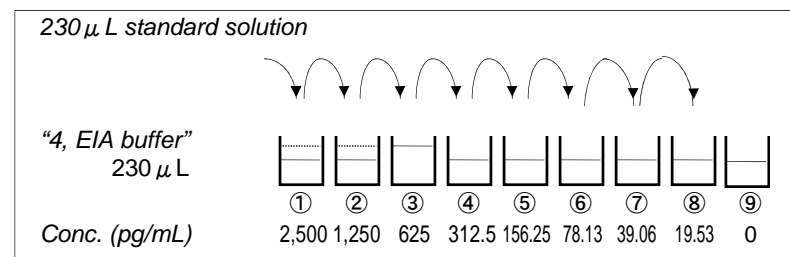 230 μ L standard solution
"4, EIA buffer"
230 μ L
① ② ③ ④ ⑤ ⑥ ⑦ ⑧ ⑨
Conc. (pg/mL) 2,500 1,250 625 312.5 156.25 78.13 39.06 19.53 0